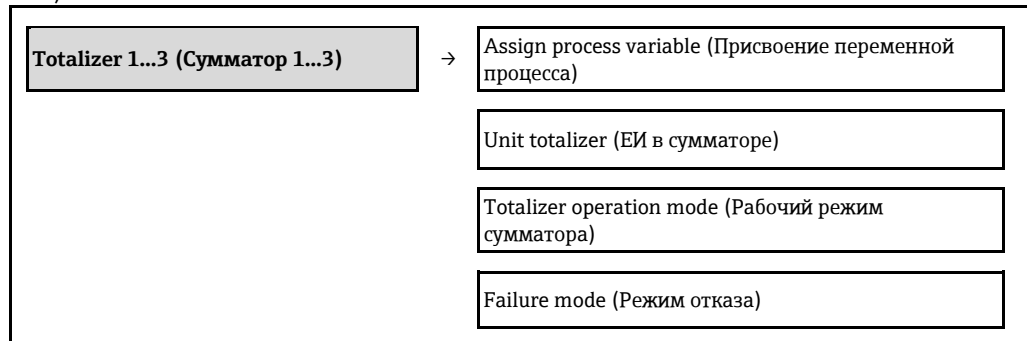 Totalizer 1...3 (Сумматор 1...3) → Assign process variable (Присвоение переменной
процесса)
Unit totalizer (ЕИ в сумматоре)
Totalizer operation mode (Рабочий режим
сумматора)
Failure mode (Режим отказа)